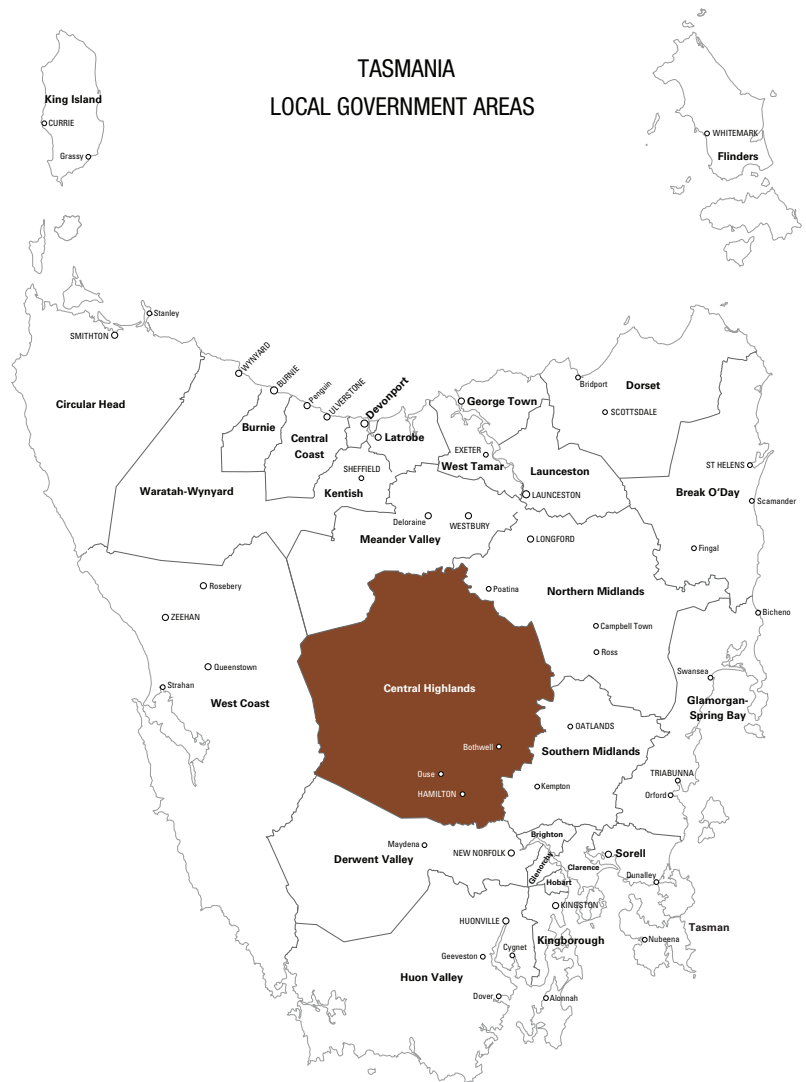 TASMANIA
LOCAL GOVERNMENT AREAS
King Island
CURRIE
Grassy
WHITEMARK
Flinders
Stanley
SMITHTON
WYNYARD
BURNIE
Penguin
ULVERSTONE
Devonport
George Town
Bridport
Dorset
SCOTTSDALE
Circular Head
Burnie
Central
Coast
Latrobe
EXETER
West Tamar
Launceston
SHEFFIELD
Kentish
LAUNCESTON
ST HELENS
Break O'Day
Scamander
Waratah-Wynyard
Deloraine
WESTBURY
Meander Valley
LONGFORD
Fingal
Rosebery
Poatina
Northern Midlands
ZEEHAN
Campbell Town
Bicheno
Ross
Queenstown
Strahan
West Coast
Central Highlands
Swansea
Glamorgan-
Spring Bay
OATLANDS
Bothwell
Southern Midlands
Ouse
HAMILTON
Kempton
TRIABUNNA
Orford
Brighton
Maydena
Derwent Valley
NEW NORFOLK
Glenorchy
Clarence
Sorell
Hobart
Dunalley
KINGSTON
HUONVILLE
Kingborough
Tasman
Nubeena
Geeveston
Cygnet
Huon Valley
Dover
Alonnah